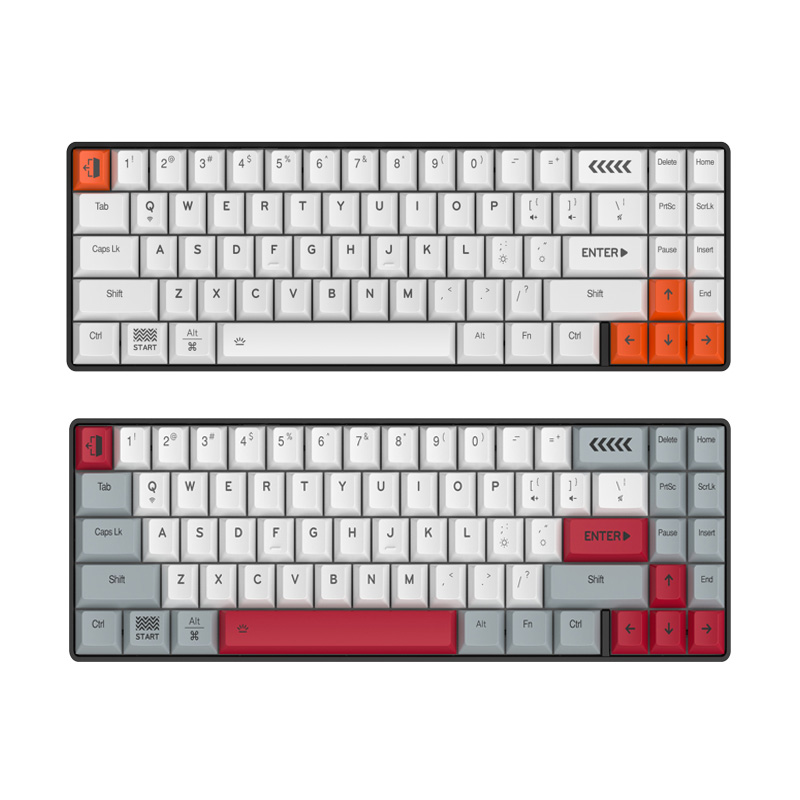 1! 2@ 3# 4$ 5% 6^ 7& 8* 9( 0) -_ =+ Delete Home
Tab Q W E R T Y U I O P [{ ]} \| PrtSc ScrLk
Caps Lk A S D F G H J K L ;: '" ENTER Pause Insert
Shift Z X C V B N M ,< .> /? Shift ↑ End
Ctrl START Alt ⌘ Alt Fn Ctrl ← ↓ →
1! 2@ 3# 4$ 5% 6^ 7& 8* 9( 0) -_ =+ Delete Home
Tab Q W E R T Y U I O P [{ ]} \| PrtSc ScrLk
Caps Lk A S D F G H J K L ;: '" ENTER Pause Insert
Shift Z X C V B N M ,< .> /? Shift ↑ End
Ctrl START Alt ⌘ Alt Fn Ctrl ← ↓ →